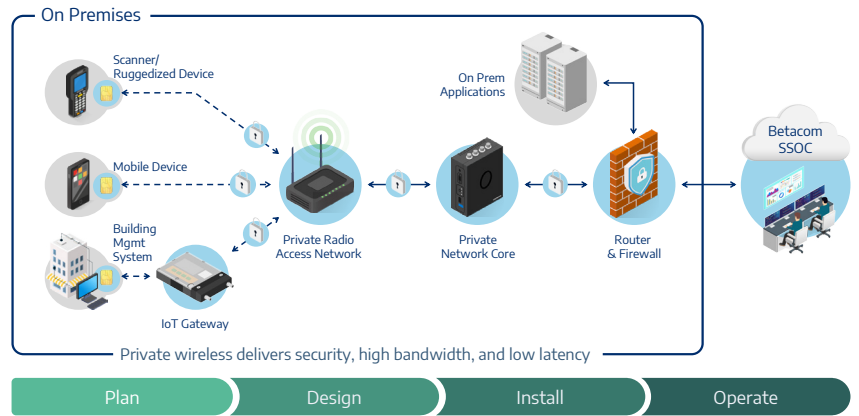 On Premises
Scanner/
Ruggedized Device
On Prem
Applications
Betacom
SSOC
Mobile Device
Building
Mgmt
System
Private Radio
Access Network
Private
Network Core
Router
& Firewall
IoT Gateway
Private wireless delivers security, high bandwidth, and low latency
Plan
Design
Install
Operate